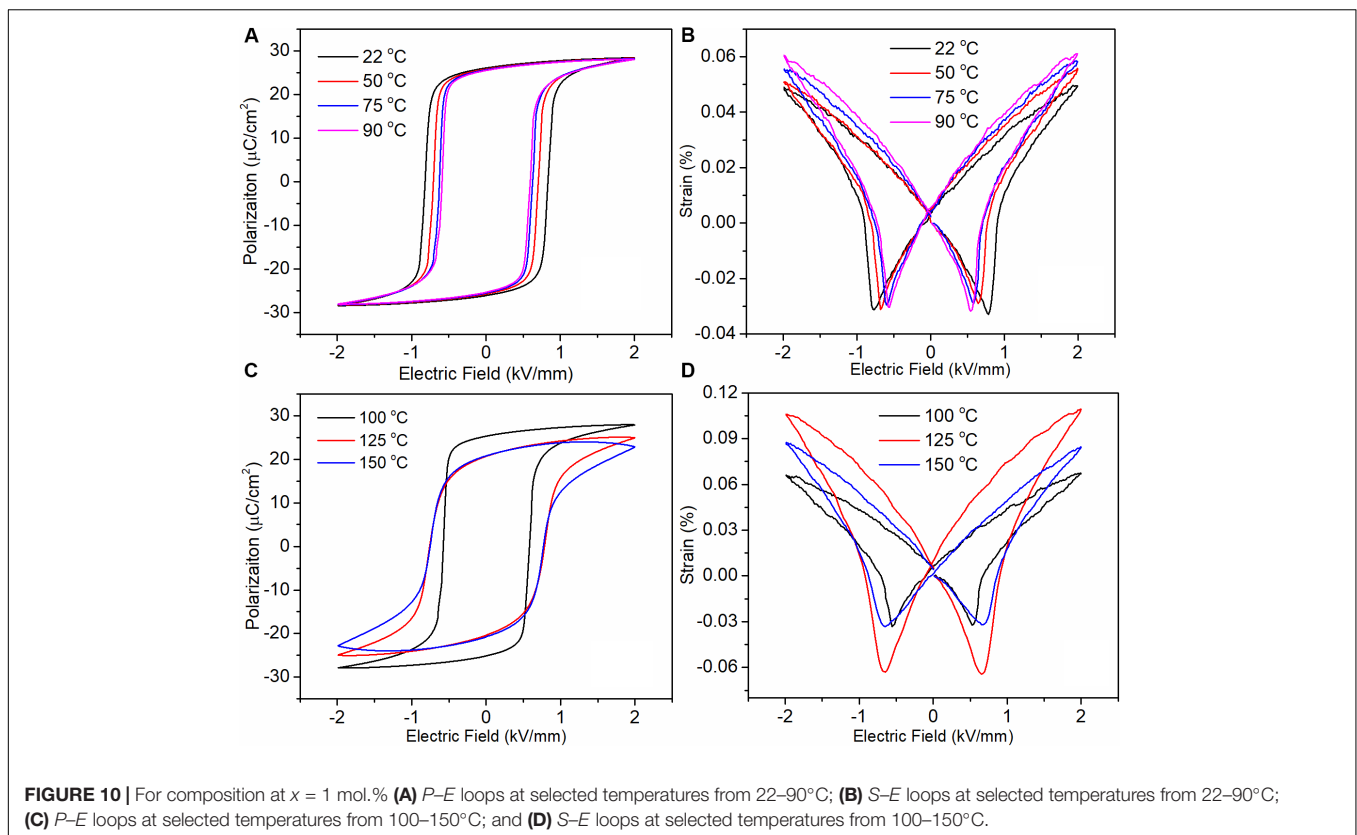 A
30
20
10
0
-10
-20
-30
Polarizaiton (μC/cm²)
22 °C
50 °C
75 °C
90 °C
-2 -1 0 1 2
Electric Field (kV/mm)
B
0.06
0.04
0.02
0.00
-0.02
-0.04
Strain (%)
22 °C
50 °C
75 °C
90 °C
-2 -1 0 1 2
Electric Field (kV/mm)
C
30
20
10
0
-10
-20
-30
Polarizaiton (μC/cm²)
100 °C
125 °C
150 °C
-2 -1 0 1 2
Electric Field (kV/mm)
D
0.12
0.09
0.06
0.03
0.00
-0.03
-0.06
Strain (%)
100 °C
125 °C
150 °C
-2 -1 0 1 2
Electric Field (kV/mm)
FIGURE 10 | For composition at x = 1 mol.% (A) P–E loops at selected temperatures from 22–90°C; (B) S–E loops at selected temperatures from 22–90°C;
(C) P–E loops at selected temperatures from 100–150°C; and (D) S–E loops at selected temperatures from 100–150°C.